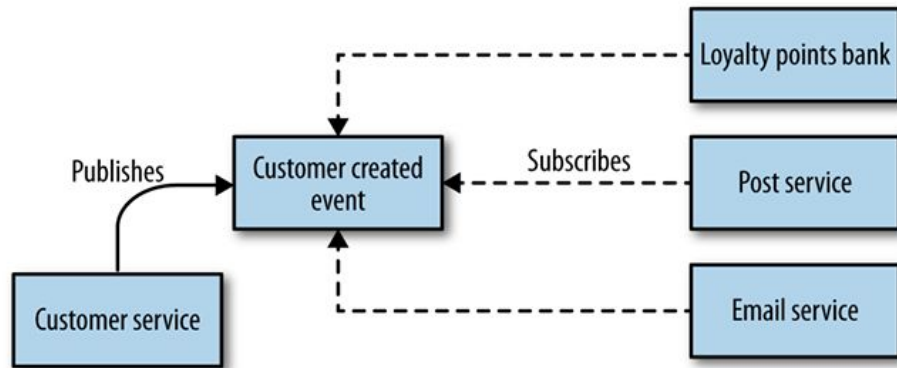 Loyalty points bank
Publishes
Customer created
event
Subscribes
Post service
Customer service
Email service